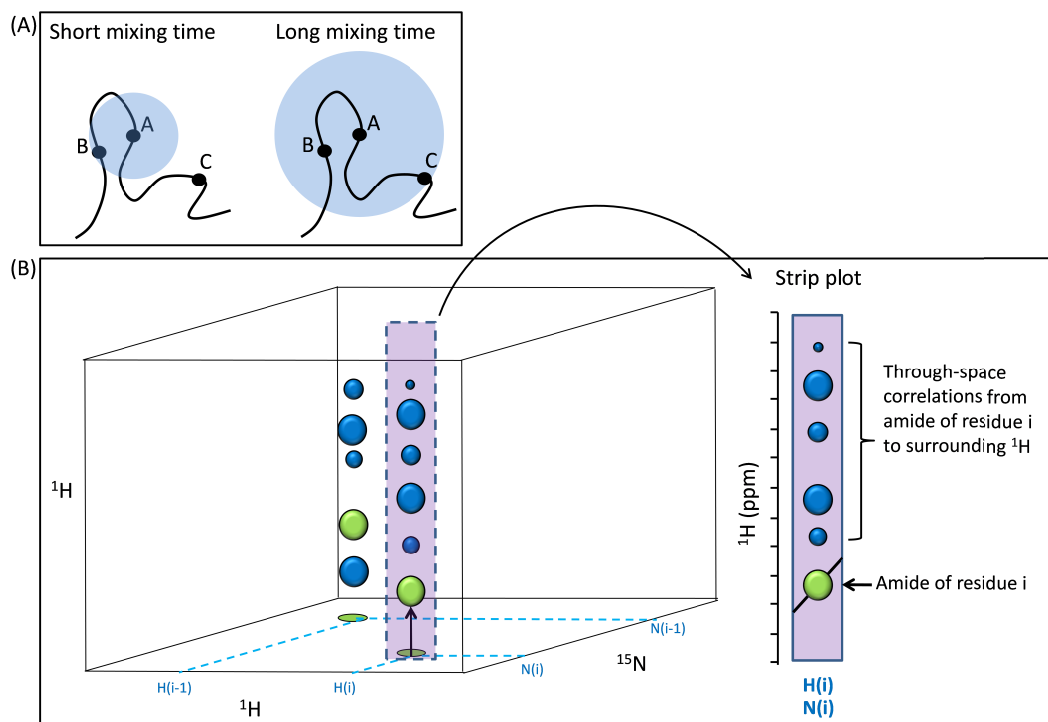 (A)
Short mixing time
Long mixing time
A
B
C
A
B
C
(B)
Strip plot
Through-space
correlations from
amide of residue i
to surrounding ¹H
¹H
¹H (ppm)
Amide of residue i
N(i-1)
¹⁵N
N(i)
H(i-1)
H(i)
¹H
H(i)
N(i)